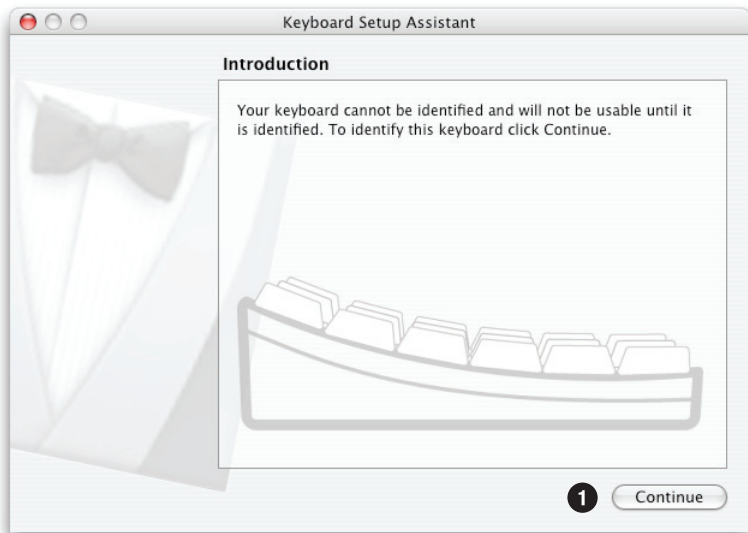 Keyboard Setup Assistant
Introduction
Your keyboard cannot be identified and will not be usable until it
is identified. To identify this keyboard click Continue.
1 Continue